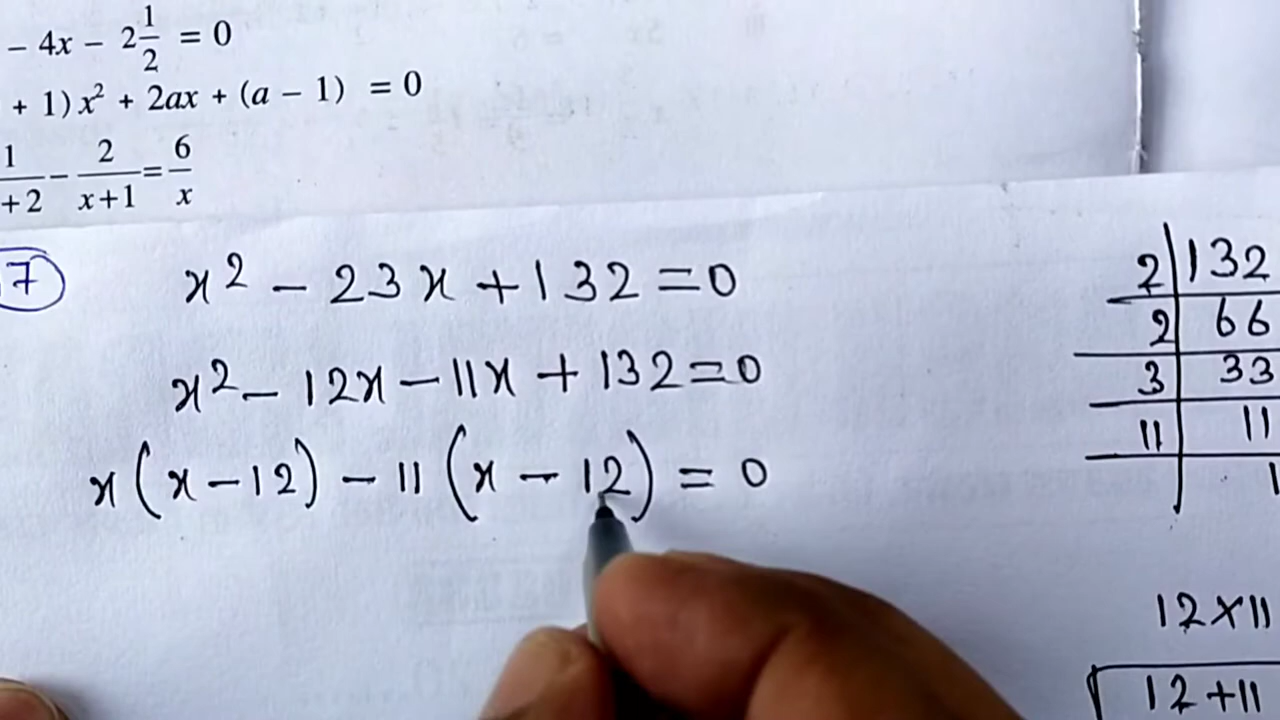 – 4x – 2 1/2 = 0
+ 1) x² + 2ax + (a – 1) = 0
1/+2 – 2/x+1 = 6/x
7 x² – 23x + 132 = 0
x² – 12x – 11x + 132 = 0
x(x – 12) – 11(x – 12) = 0
2 | 132
2 | 66
3 | 33
11 | 11
1
12 × 11
12 + 11